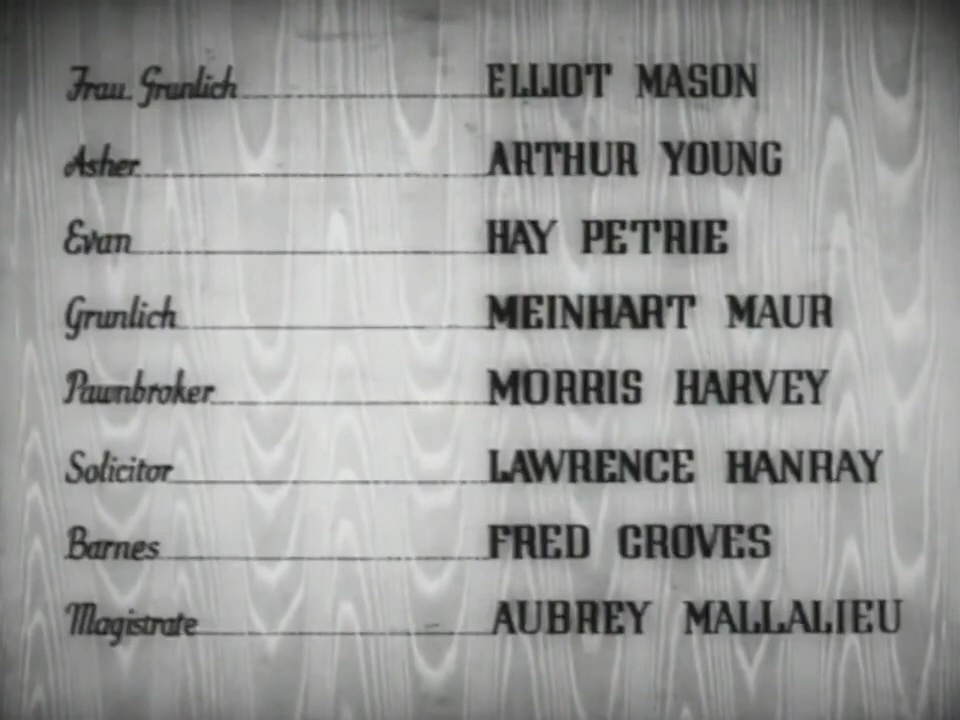 Frau Grunlich ELLIOT MASON
Asher ARTHUR YOUNG
Evan HAY PETRIE
Grunlich MEINHART MAUR
Pawnbroker MORRIS HARVEY
Solicitor LAWRENCE HANRAY
Barnes FRED GROVES
Magistrate AUBREY MALLALIEU